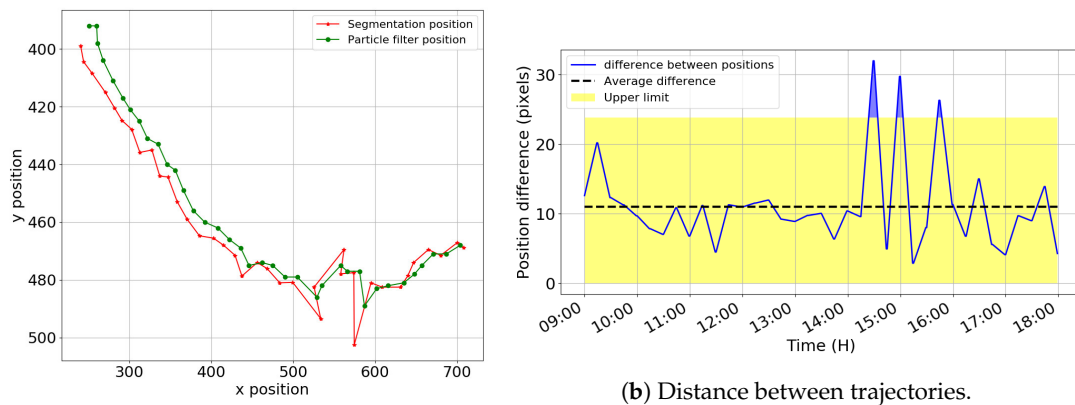 Segmentation position
Particle filter position
400
420
440
460
480
500
y position
300
400
500
600
700
x position
difference between positions
Average difference
Upper limit
30
20
10
0
Position difference (pixels)
09:00
10:00
11:00
12:00
13:00
14:00
15:00
16:00
17:00
18:00
Time (H)
(b) Distance between trajectories.